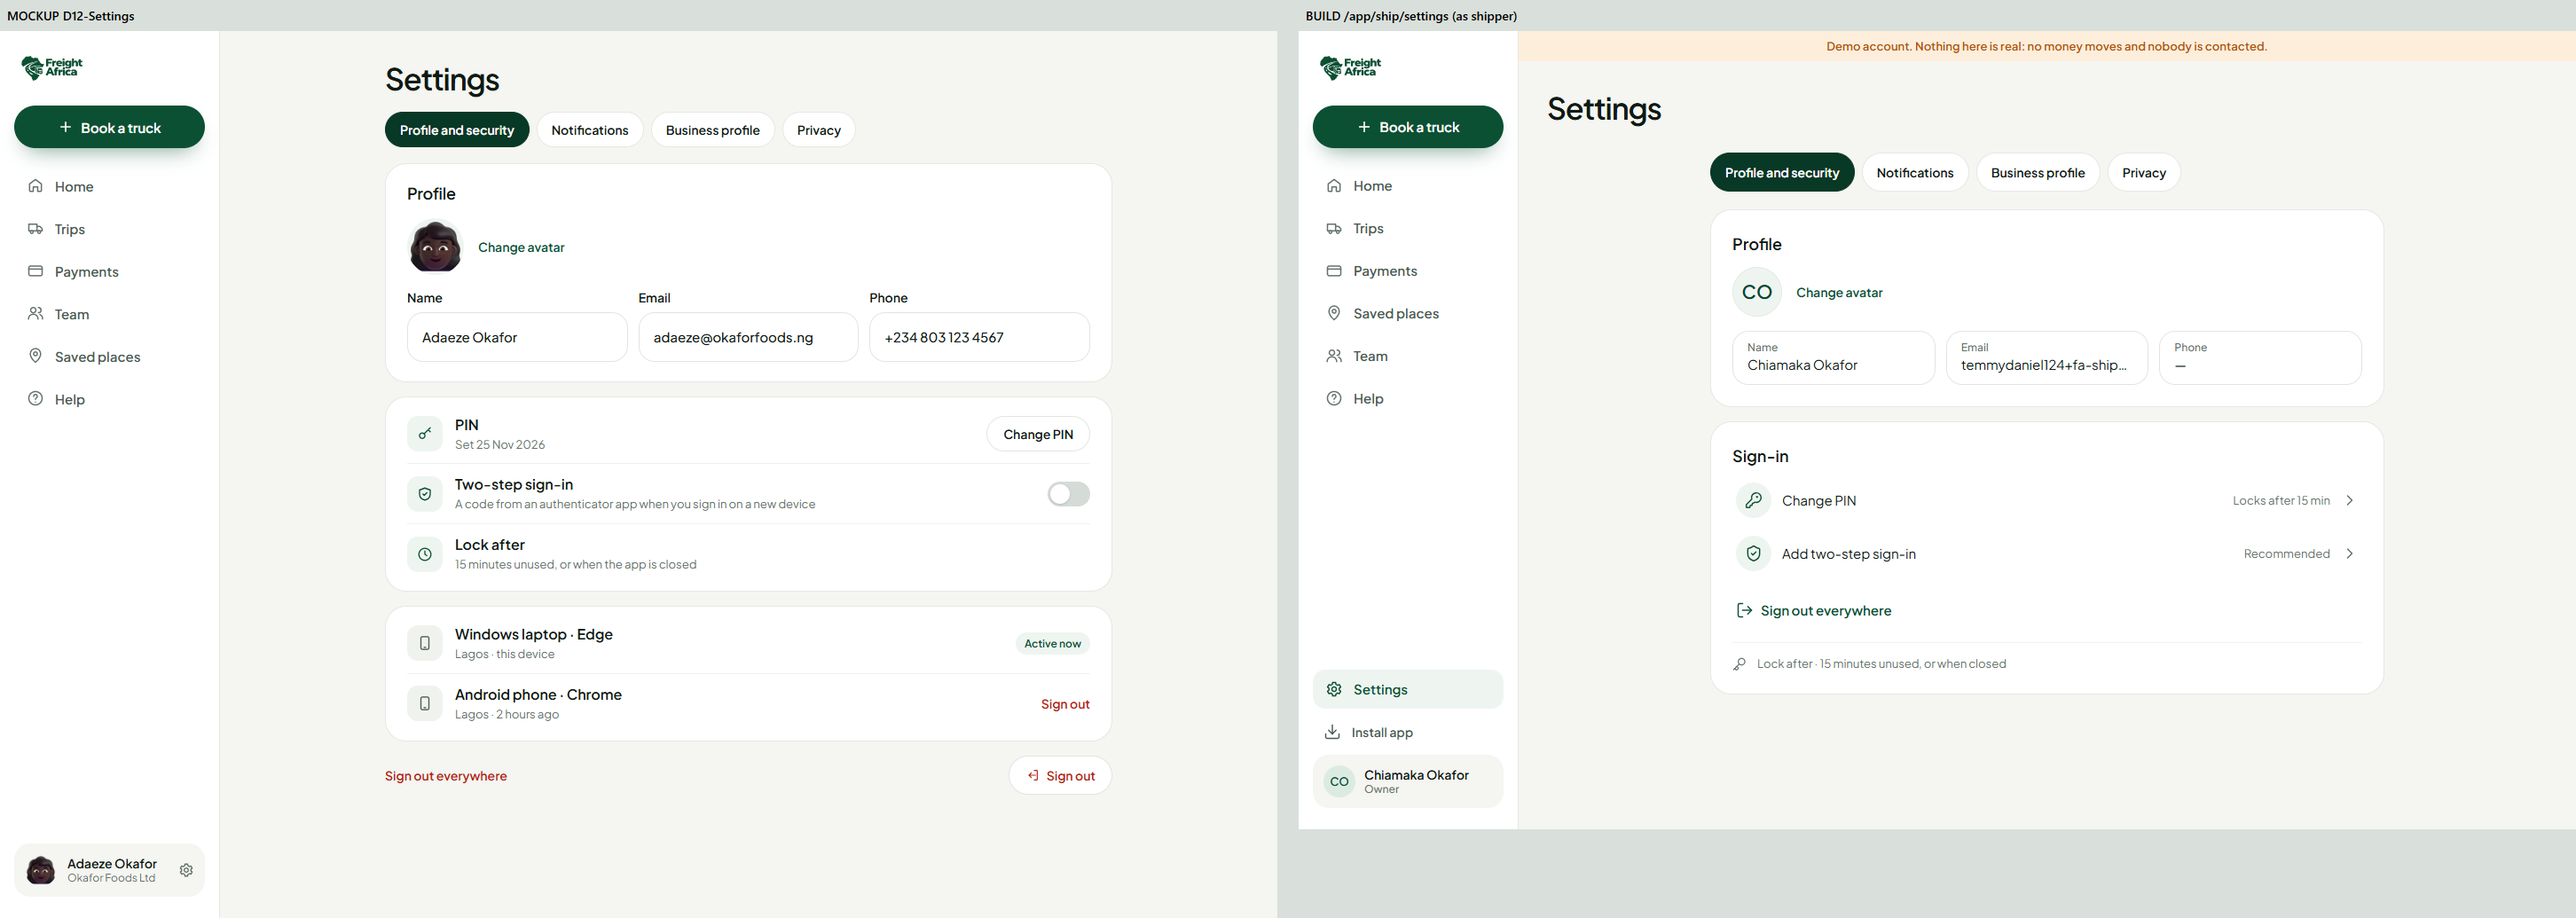 MOCKUP D12-Settings
Freight
Africa
Book a truck
Home
Trips
Payments
Team
Saved places
Help
Adaeze Okafor
Okafor Foods Ltd
Settings
Profile and security
Notifications
Business profile
Privacy
Profile
Change avatar
Name
Email
Phone
Adaeze Okafor
adaeze@okaforfoods.ng
+234 803 123 4567
PIN
Set 25 Nov 2026
Change PIN
Two-step sign-in
A code from an authenticator app when you sign in on a new device
Lock after
15 minutes unused, or when the app is closed
Windows laptop · Edge
Lagos · this device
Active now
Android phone · Chrome
Lagos · 2 hours ago
Sign out
Sign out everywhere
Sign out
BUILD /app/ship/settings (as shipper)
Freight
Africa
Book a truck
Home
Trips
Payments
Saved places
Team
Help
Settings
Install app
CO
Chiamaka Okafor
Owner
Demo account. Nothing here is real: no money moves and nobody is contacted.
Settings
Profile and security
Notifications
Business profile
Privacy
Profile
CO
Change avatar
Name
Chiamaka Okafor
Email
temmydaniel124+fa-ship...
Phone
—
Sign-in
Change PIN
Locks after 15 min
Add two-step sign-in
Recommended
Sign out everywhere
Lock after · 15 minutes unused, or when closed